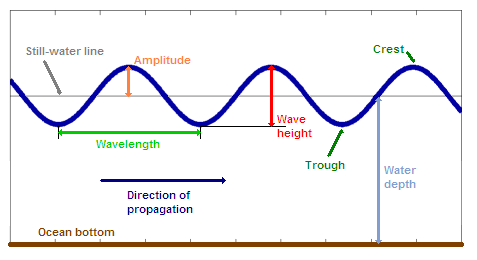 Crest
Still-water line
Amplitude
Wave
height
Wavelength
Trough
Water
depth
Direction of
propagation
Ocean bottom